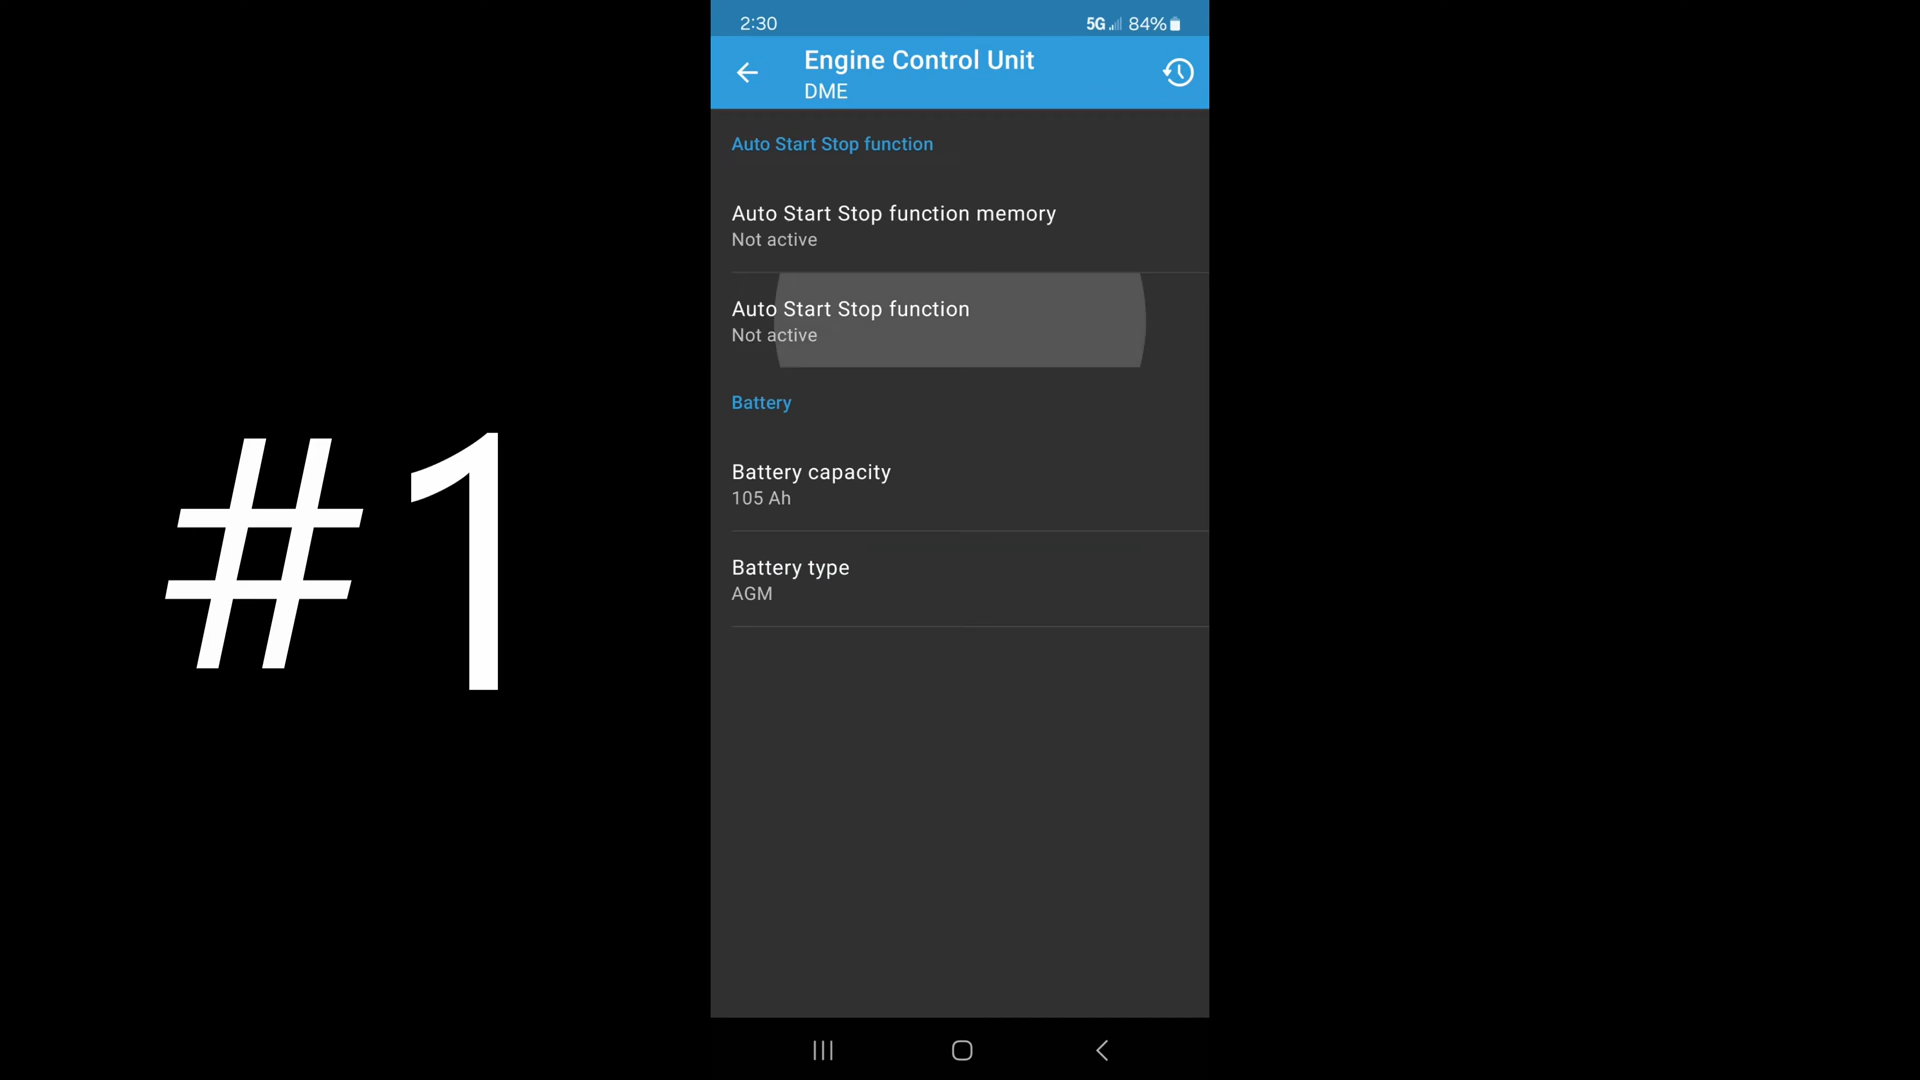 2:30
5G 84%
Engine Control Unit
DME
Auto Start Stop function
Auto Start Stop function memory
Not active
Auto Start Stop function
Not active
Battery
Battery capacity
105 Ah
Battery type
AGM
#1